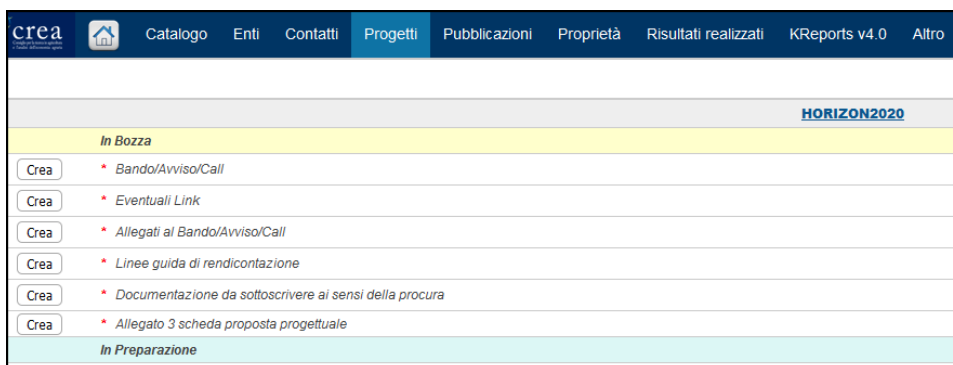 crea
Catalogo Enti Contatti Progetti Pubblicazioni Proprietà Risultati realizzati KReports v4.0 Altro
HORIZON2020
In Bozza
Crea * Bando/Avviso/Call
Crea * Eventuali Link
Crea * Allegati al Bando/Avviso/Call
Crea * Linee guida di rendicontazione
Crea * Documentazione da sottoscrivere ai sensi della procura
Crea * Allegato 3 scheda proposta progettuale
In Preparazione